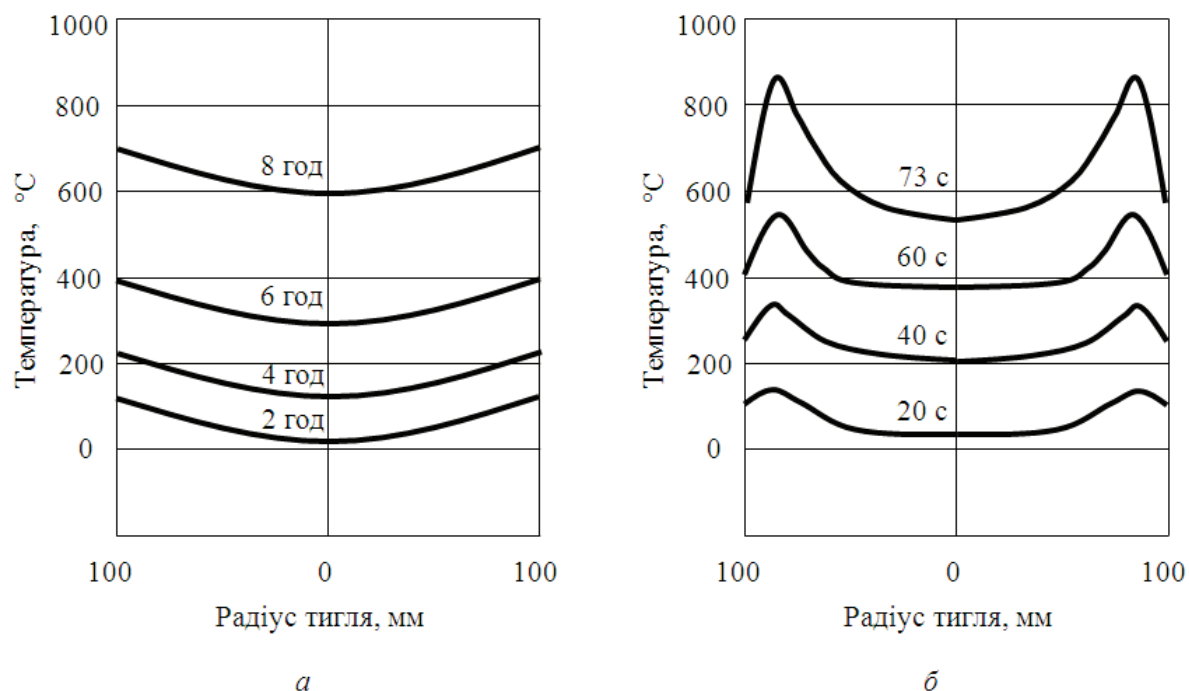 1000
800
600
400
200
0
Температура, °С
8 год
6 год
4 год
2 год
100 0 100
Радіус тигля, мм
а
1000
800
600
400
200
0
Температура, °С
73 с
60 с
40 с
20 с
100 0 100
Радіус тигля, мм
б